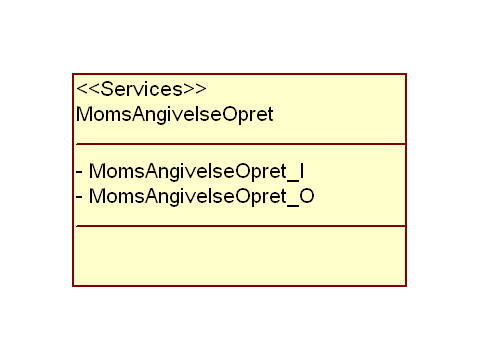 <<Services>>
MomsAngivelseOpret
- MomsAngivelseOpret_I
- MomsAngivelseOpret_O